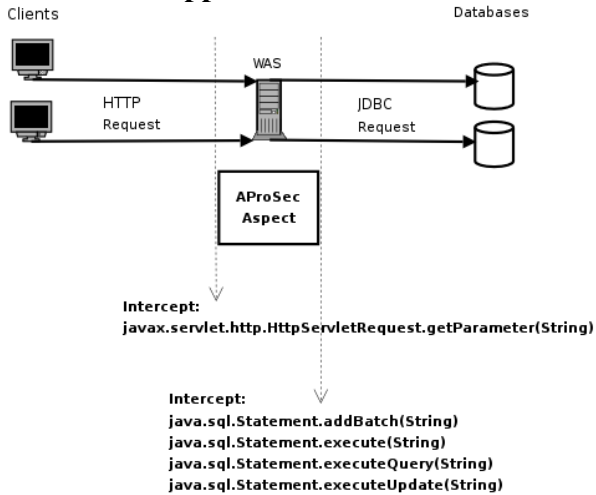 Clients
Databases
WAS
HTTP
Request
JDBC
Request
AProSec
Aspect
Intercept:
javax.servlet.http.HttpServletRequest.getParameter(String)
Intercept:
java.sql.Statement.addBatch(String)
java.sql.Statement.execute(String)
java.sql.Statement.executeQuery(String)
java.sql.Statement.executeUpdate(String)